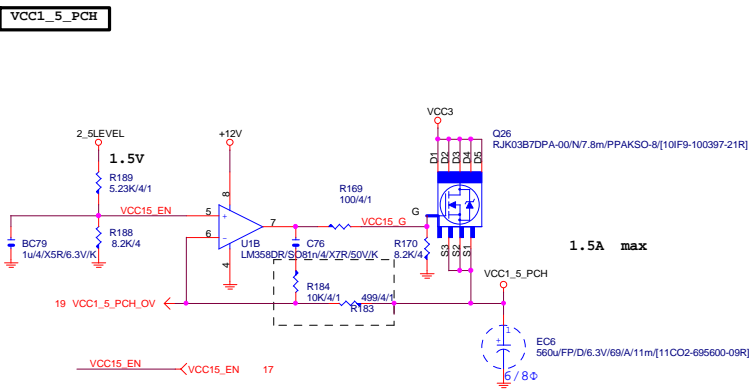 VCC1_5_PCH
VCC3
Q26
RJK03B7DPA-00/N/7.8m/PPAKSO-8/[10IF9-100397-21R]
2_5LEVEL
+12V
1.5V
D1
D2
D3
D4
D5
R189
5.23K/4/1
R169
100/4/1
8
VCC15_EN
5
+
7
VCC15_G
G
6
-
R188
8.2K/4
BC79
1u/4/X5R/6.3V/K
U1B
LM358DR/SO8
C76
1n/4/X7R/50V/K
4
R170
8.2K/4
S3
S2
S1
1.5A max
VCC1_5_PCH
R184
10K/4/1
499/4/1
R183
19 VCC1_5_PCH_OV
1
+
EC6
560u/FP/D/6.3V/69/A/11m/[11CO2-695600-09R]
6/8Φ
VCC15_EN
VCC15_EN 17